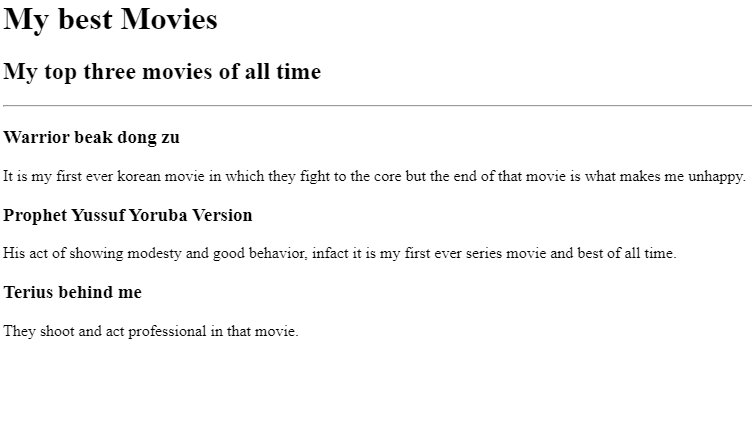 My best Movies
My top three movies of all time
Warrior beak dong zu
It is my first ever korean movie in which they fight to the core but the end of that movie is what makes me unhappy.
Prophet Yussuf Yoruba Version
His act of showing modesty and good behavior, infact it is my first ever series movie and best of all time.
Terius behind me
They shoot and act professional in that movie.